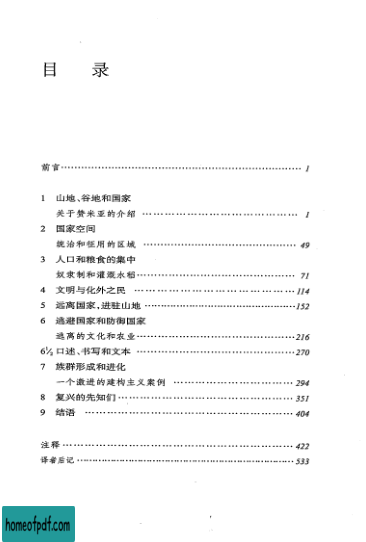 目 录
前言 1
1 山地、谷地和国家
关于赞米亚的介绍 1
2 国家空间
统治和征用的区域 49
3 人口和粮食的集中
奴隶制和灌溉水稻 71
4 文明与化外之民 114
5 远离国家,进驻山地 152
6 逃避国家和防御国家
逃离的文化和农业 216
6½ 口述、书写和文本 270
7 族群形成和进化
一个激进的建构主义案例 294
8 复兴的先知们 351
9 结语 404
注释 422
译者后记 533
homeofpdf.com